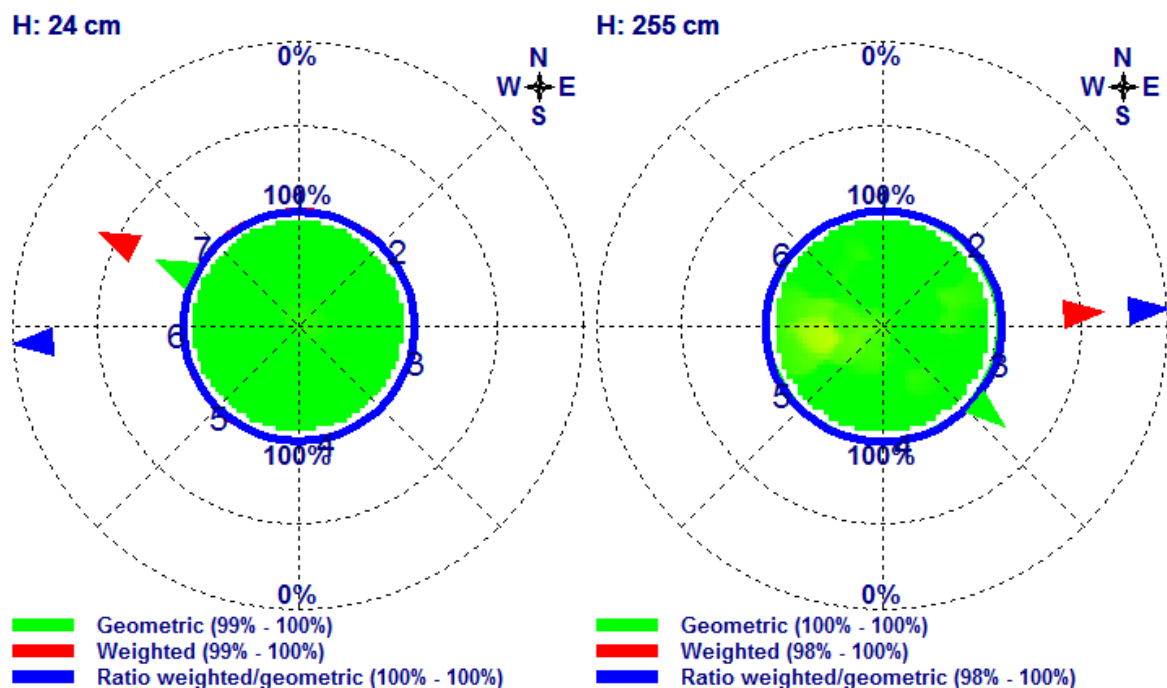 H: 24 cm
0%
N
W E
S
100%
7 2
6 3
5 4
100%
0%
Geometric (99% - 100%)
Weighted (99% - 100%)
Ratio weighted/geometric (100% - 100%)
H: 255 cm
0%
N
W E
S
100%
6 2
3
5 4
100%
0%
Geometric (100% - 100%)
Weighted (98% - 100%)
Ratio weighted/geometric (98% - 100%)